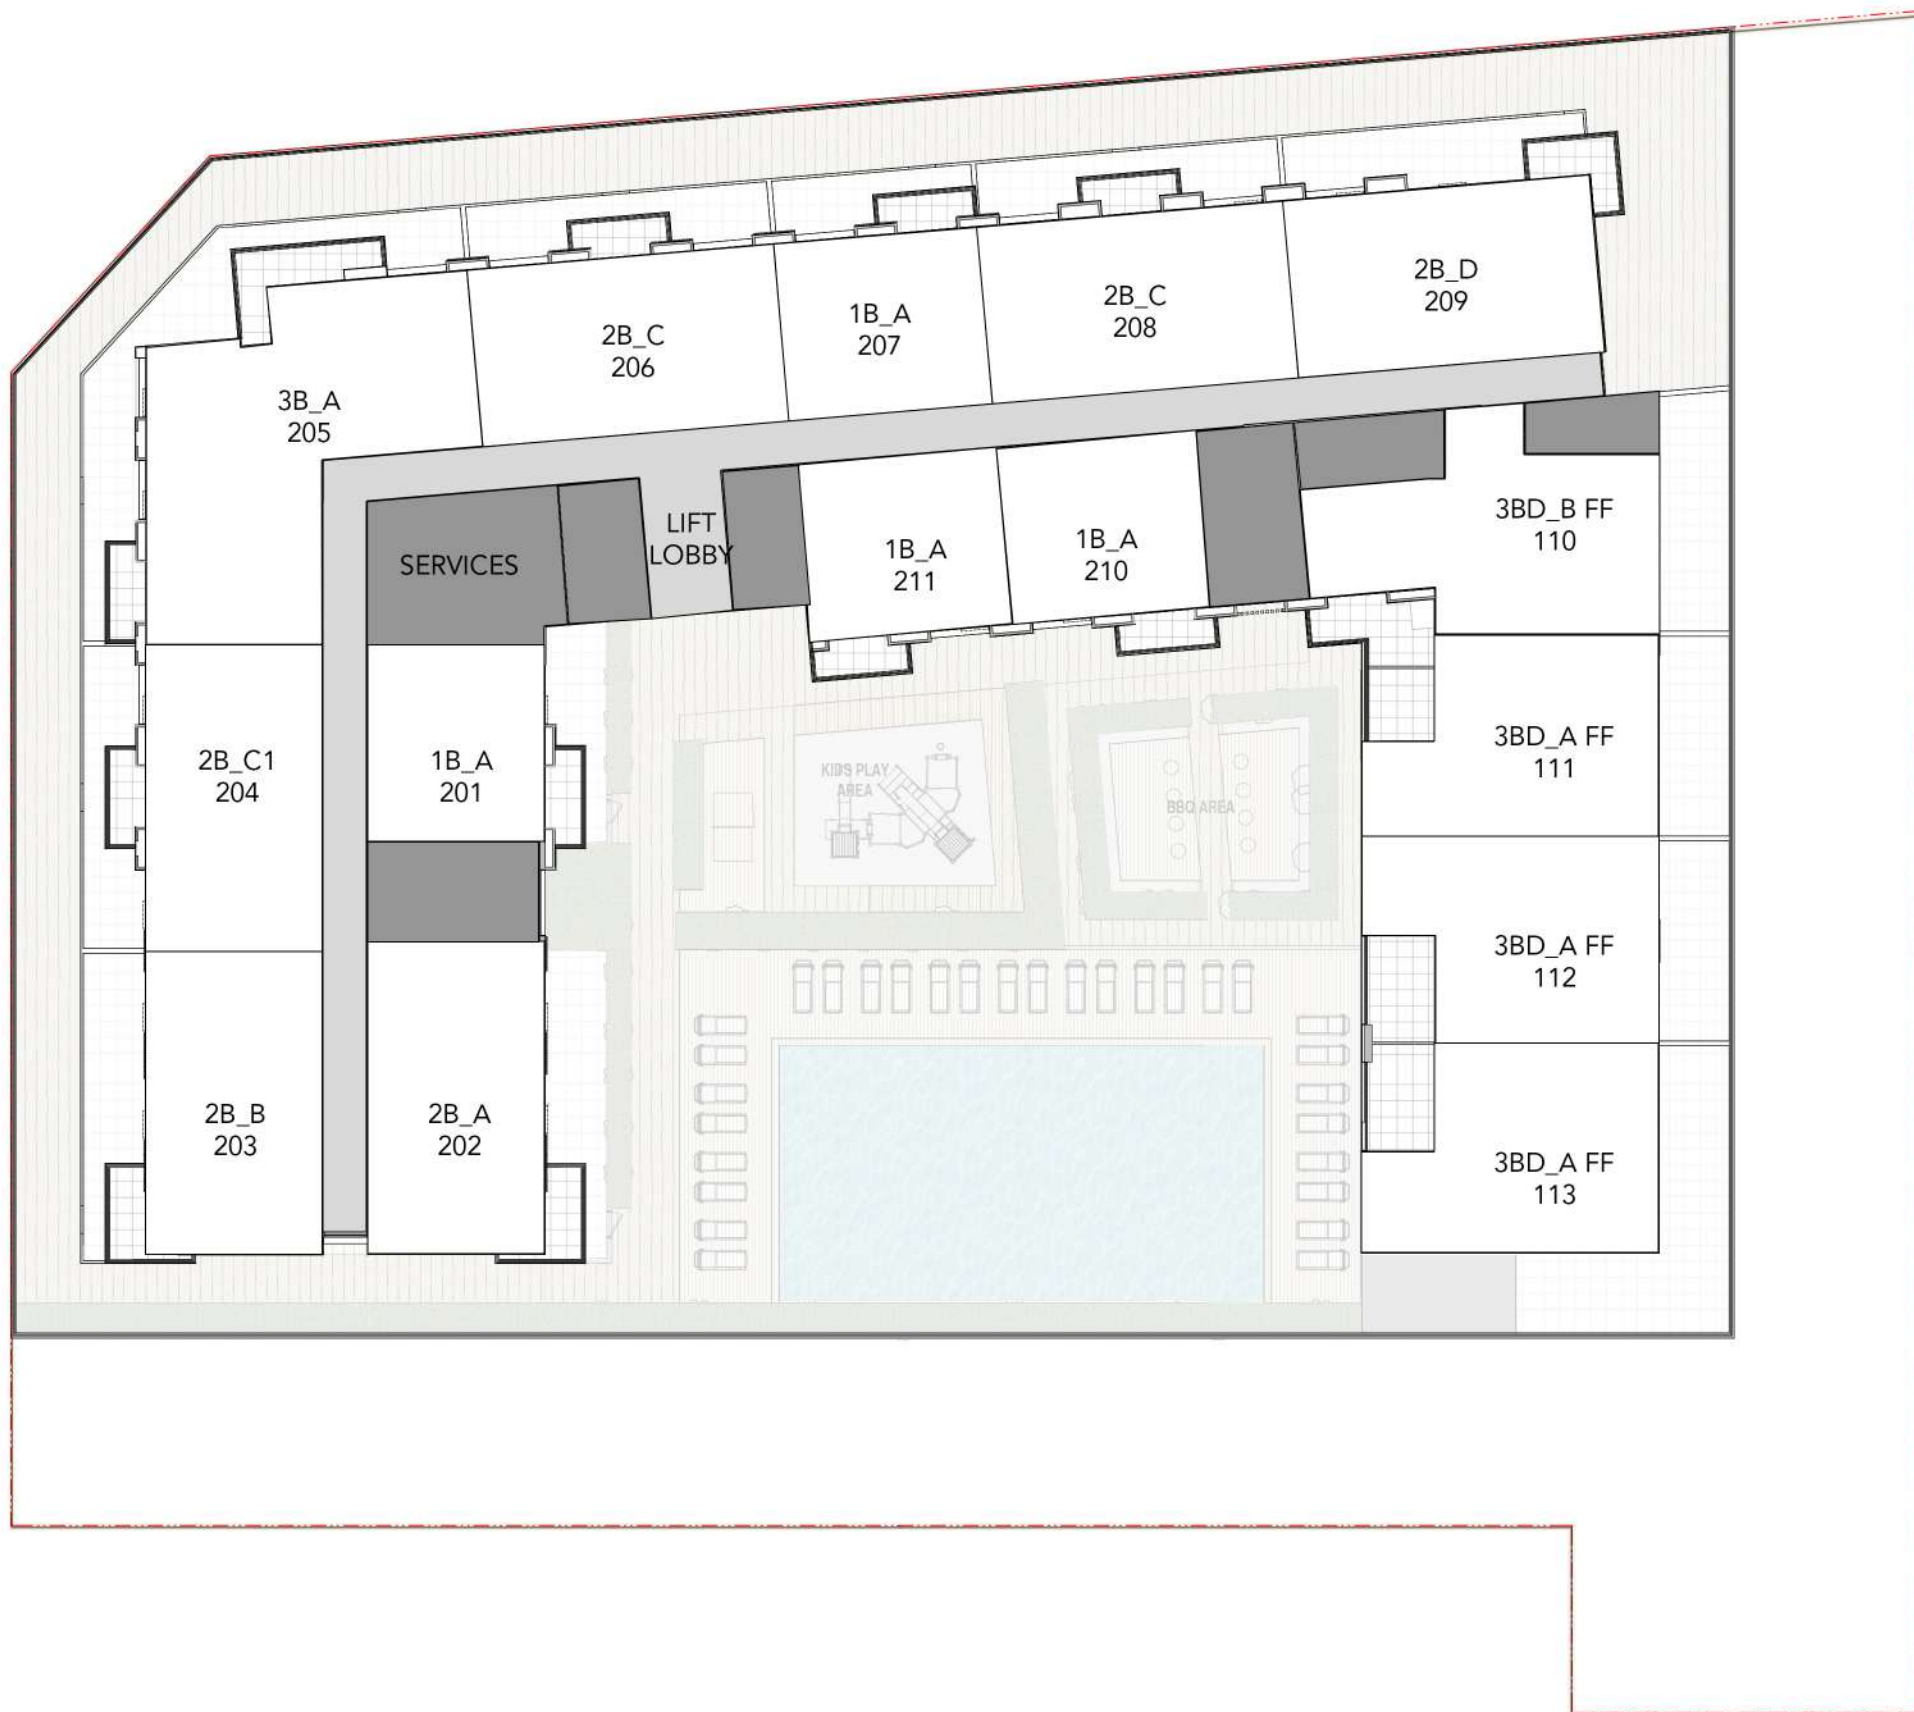 2B_D
209
2B_C
208
1B_A
207
2B_C
206
3B_A
205
3BD_B FF
110
LIFT
LOBBY
SERVICES
1B_A
211
1B_A
210
3BD_A FF
111
2B_C1
204
1B_A
201
KIDS PLAY
AREA
BBQ AREA
3BD_A FF
112
2B_B
203
2B_A
202
3BD_A FF
113